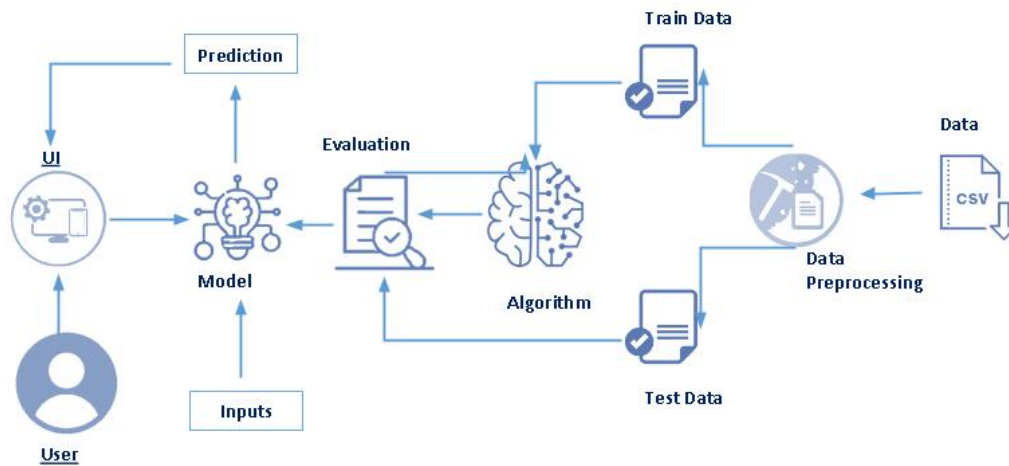 Train Data
Prediction
Data
Evaluation
UI
CSV
Model
Data
Preprocessing
Algorithm
Test Data
Inputs
User